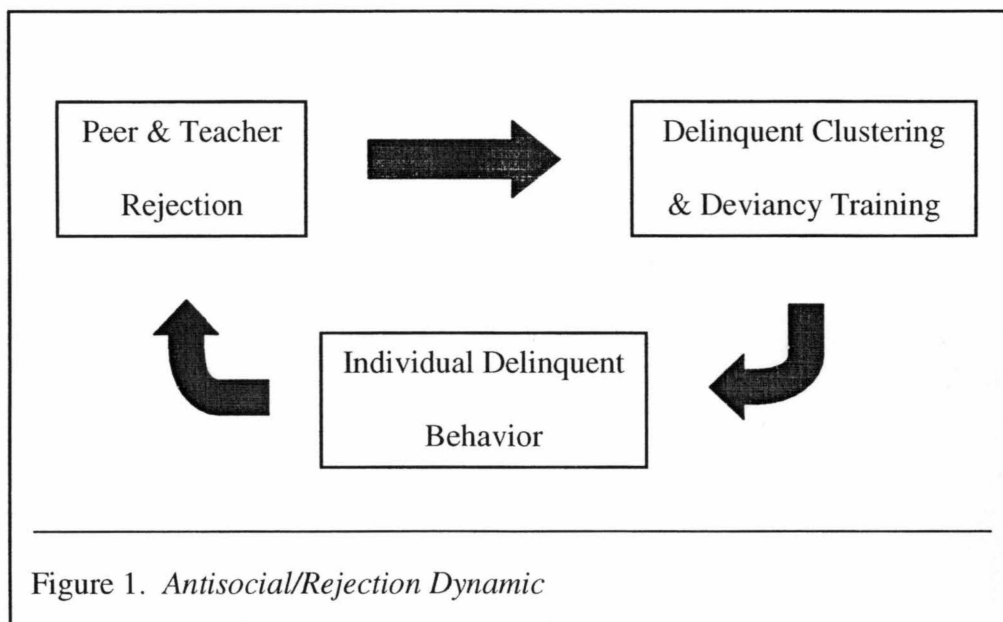 Peer & Teacher
Rejection
Delinquent Clustering
& Deviancy Training
Individual Delinquent
Behavior
Figure 1. Antisocial/Rejection Dynamic